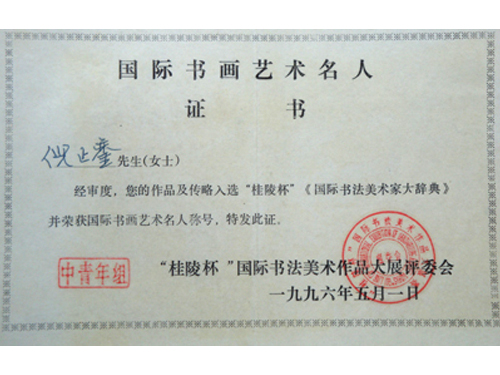 国际书画艺术名人
证书
倪 先生(女士)
经审度，您的作品及传略入选“桂陵杯”《国际书法美术家大辞典》
并荣获国际书画艺术名人称号，特发此证。
中青年组
“桂陵杯”国际书法美术作品大展评委会
一九九六年五月一日